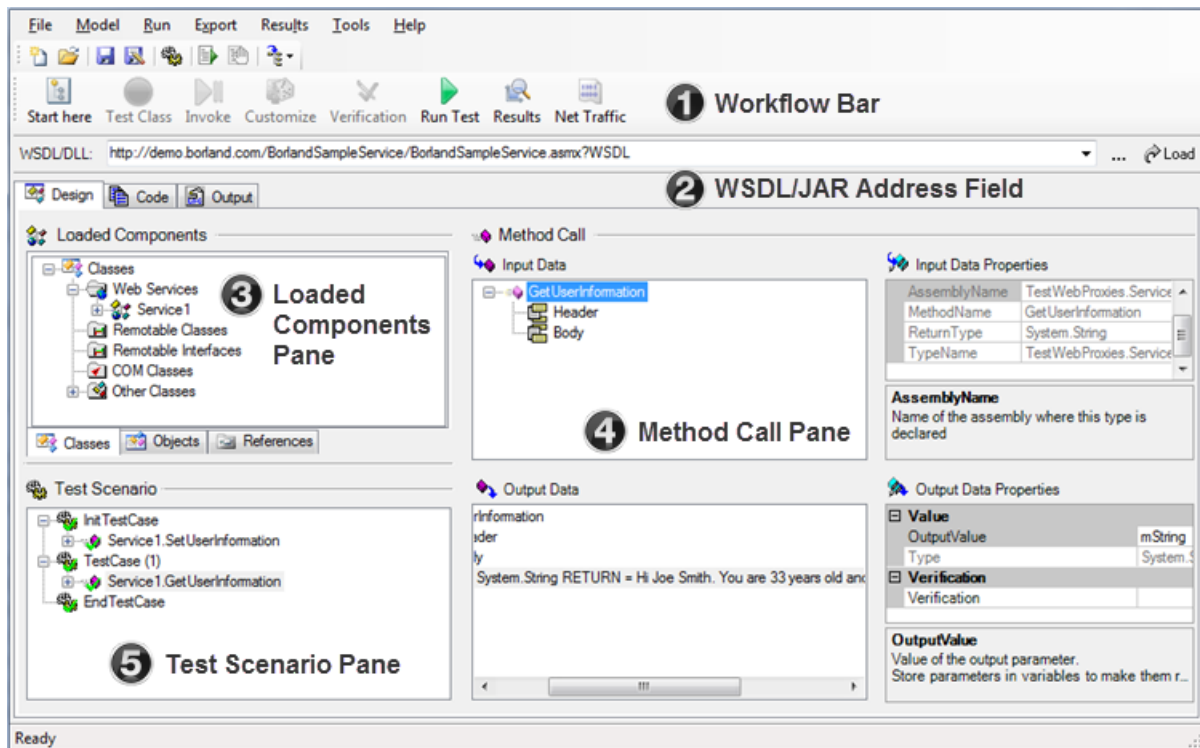 File Model Run Export Results Tools Help
Start here Test Class Invoke Customize Verification Run Test Results Net Traffic
1 Workflow Bar
WSDL/DLL: http://demo.borland.com/BorlandSampleService/BorlandSampleService.asmx?WSDL ... Load
2 WSDL/JAR Address Field
Design Code Output
Loaded Components
Classes
Web Services
Service1
Remotable Classes
Remotable Interfaces
COM Classes
Other Classes
3 Loaded
Components
Pane
Classes Objects References
Method Call
Input Data
GetUserInformation
Header
Body
4 Method Call Pane
Input Data Properties
AssemblyName TestWebProxies.Service
MethodName GetUserInformation
ReturnType System.String
TypeName TestWebProxies.Service
AssemblyName
Name of the assembly where this type is
declared
Test Scenario
InitTestCase
Service1.SetUserInformation
TestCase (1)
Service1.GetUserInformation
EndTestCase
5 Test Scenario Pane
Output Data
rInformation
ader
ly
System.String RETURN = Hi Joe Smith. You are 33 years old and
Output Data Properties
Value
OutputValue mString
Type System.S
Verification
Verification
OutputValue
Value of the output parameter.
Store parameters in variables to make them r...
Ready